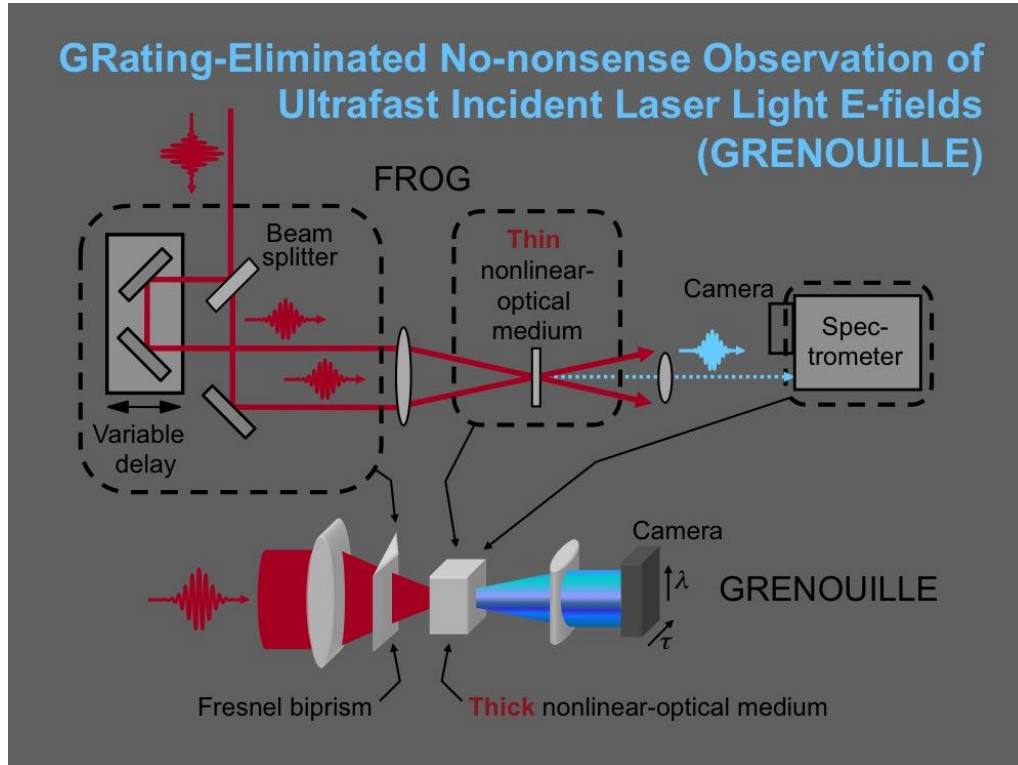 GRating-Eliminated No-nonsense Observation of
Ultrafast Incident Laser Light E-fields
(GRENOUILLE)
FROG
Beam
splitter
Variable
delay
Thin
nonlinear-
optical
medium
Camera
Spec-
trometer
Camera
λ
τ
GRENOUILLE
Fresnel biprism
Thick nonlinear-optical medium